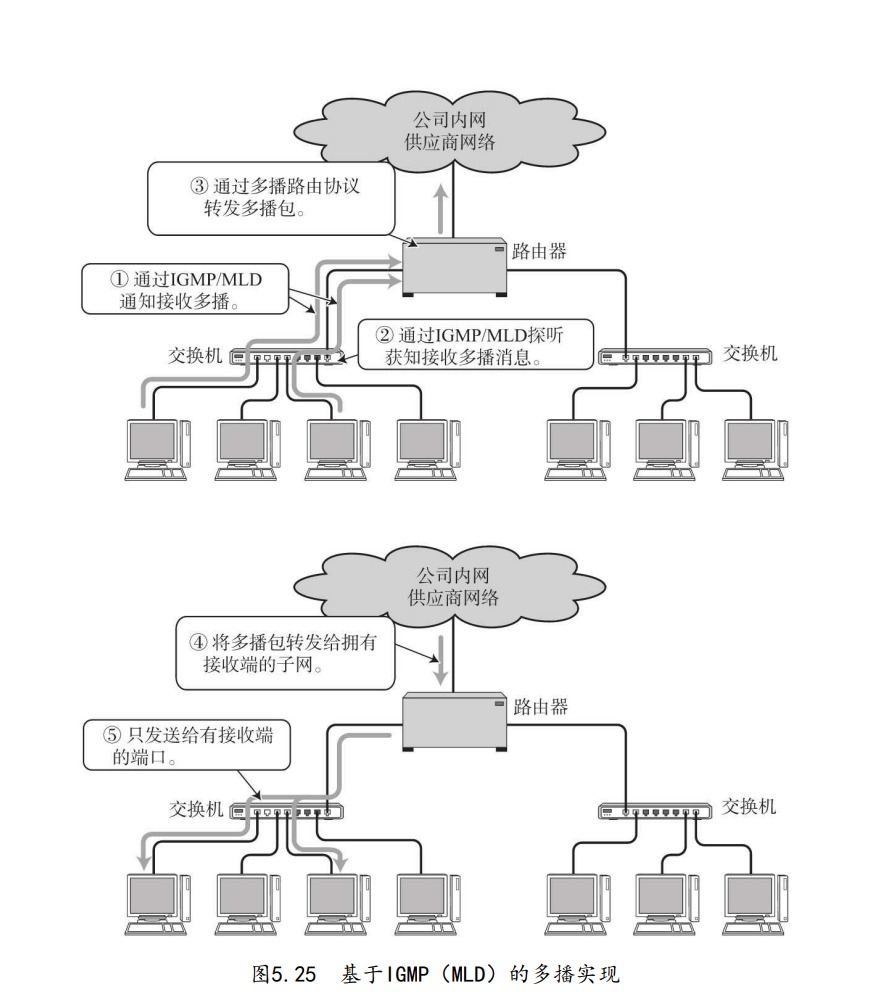 公司内网
供应商网络
③ 通过多播路由协议
转发多播包。
路由器
① 通过IGMP/MLD
通知接收多播。
② 通过IGMP/MLD探听
获知接收多播消息。
交换机
交换机
公司内网
供应商网络
④ 将多播包转发给拥有
接收端的子网。
路由器
⑤ 只发送给有接收端
的端口。
交换机
交换机
图5.25 基于IGMP（MLD）的多播实现